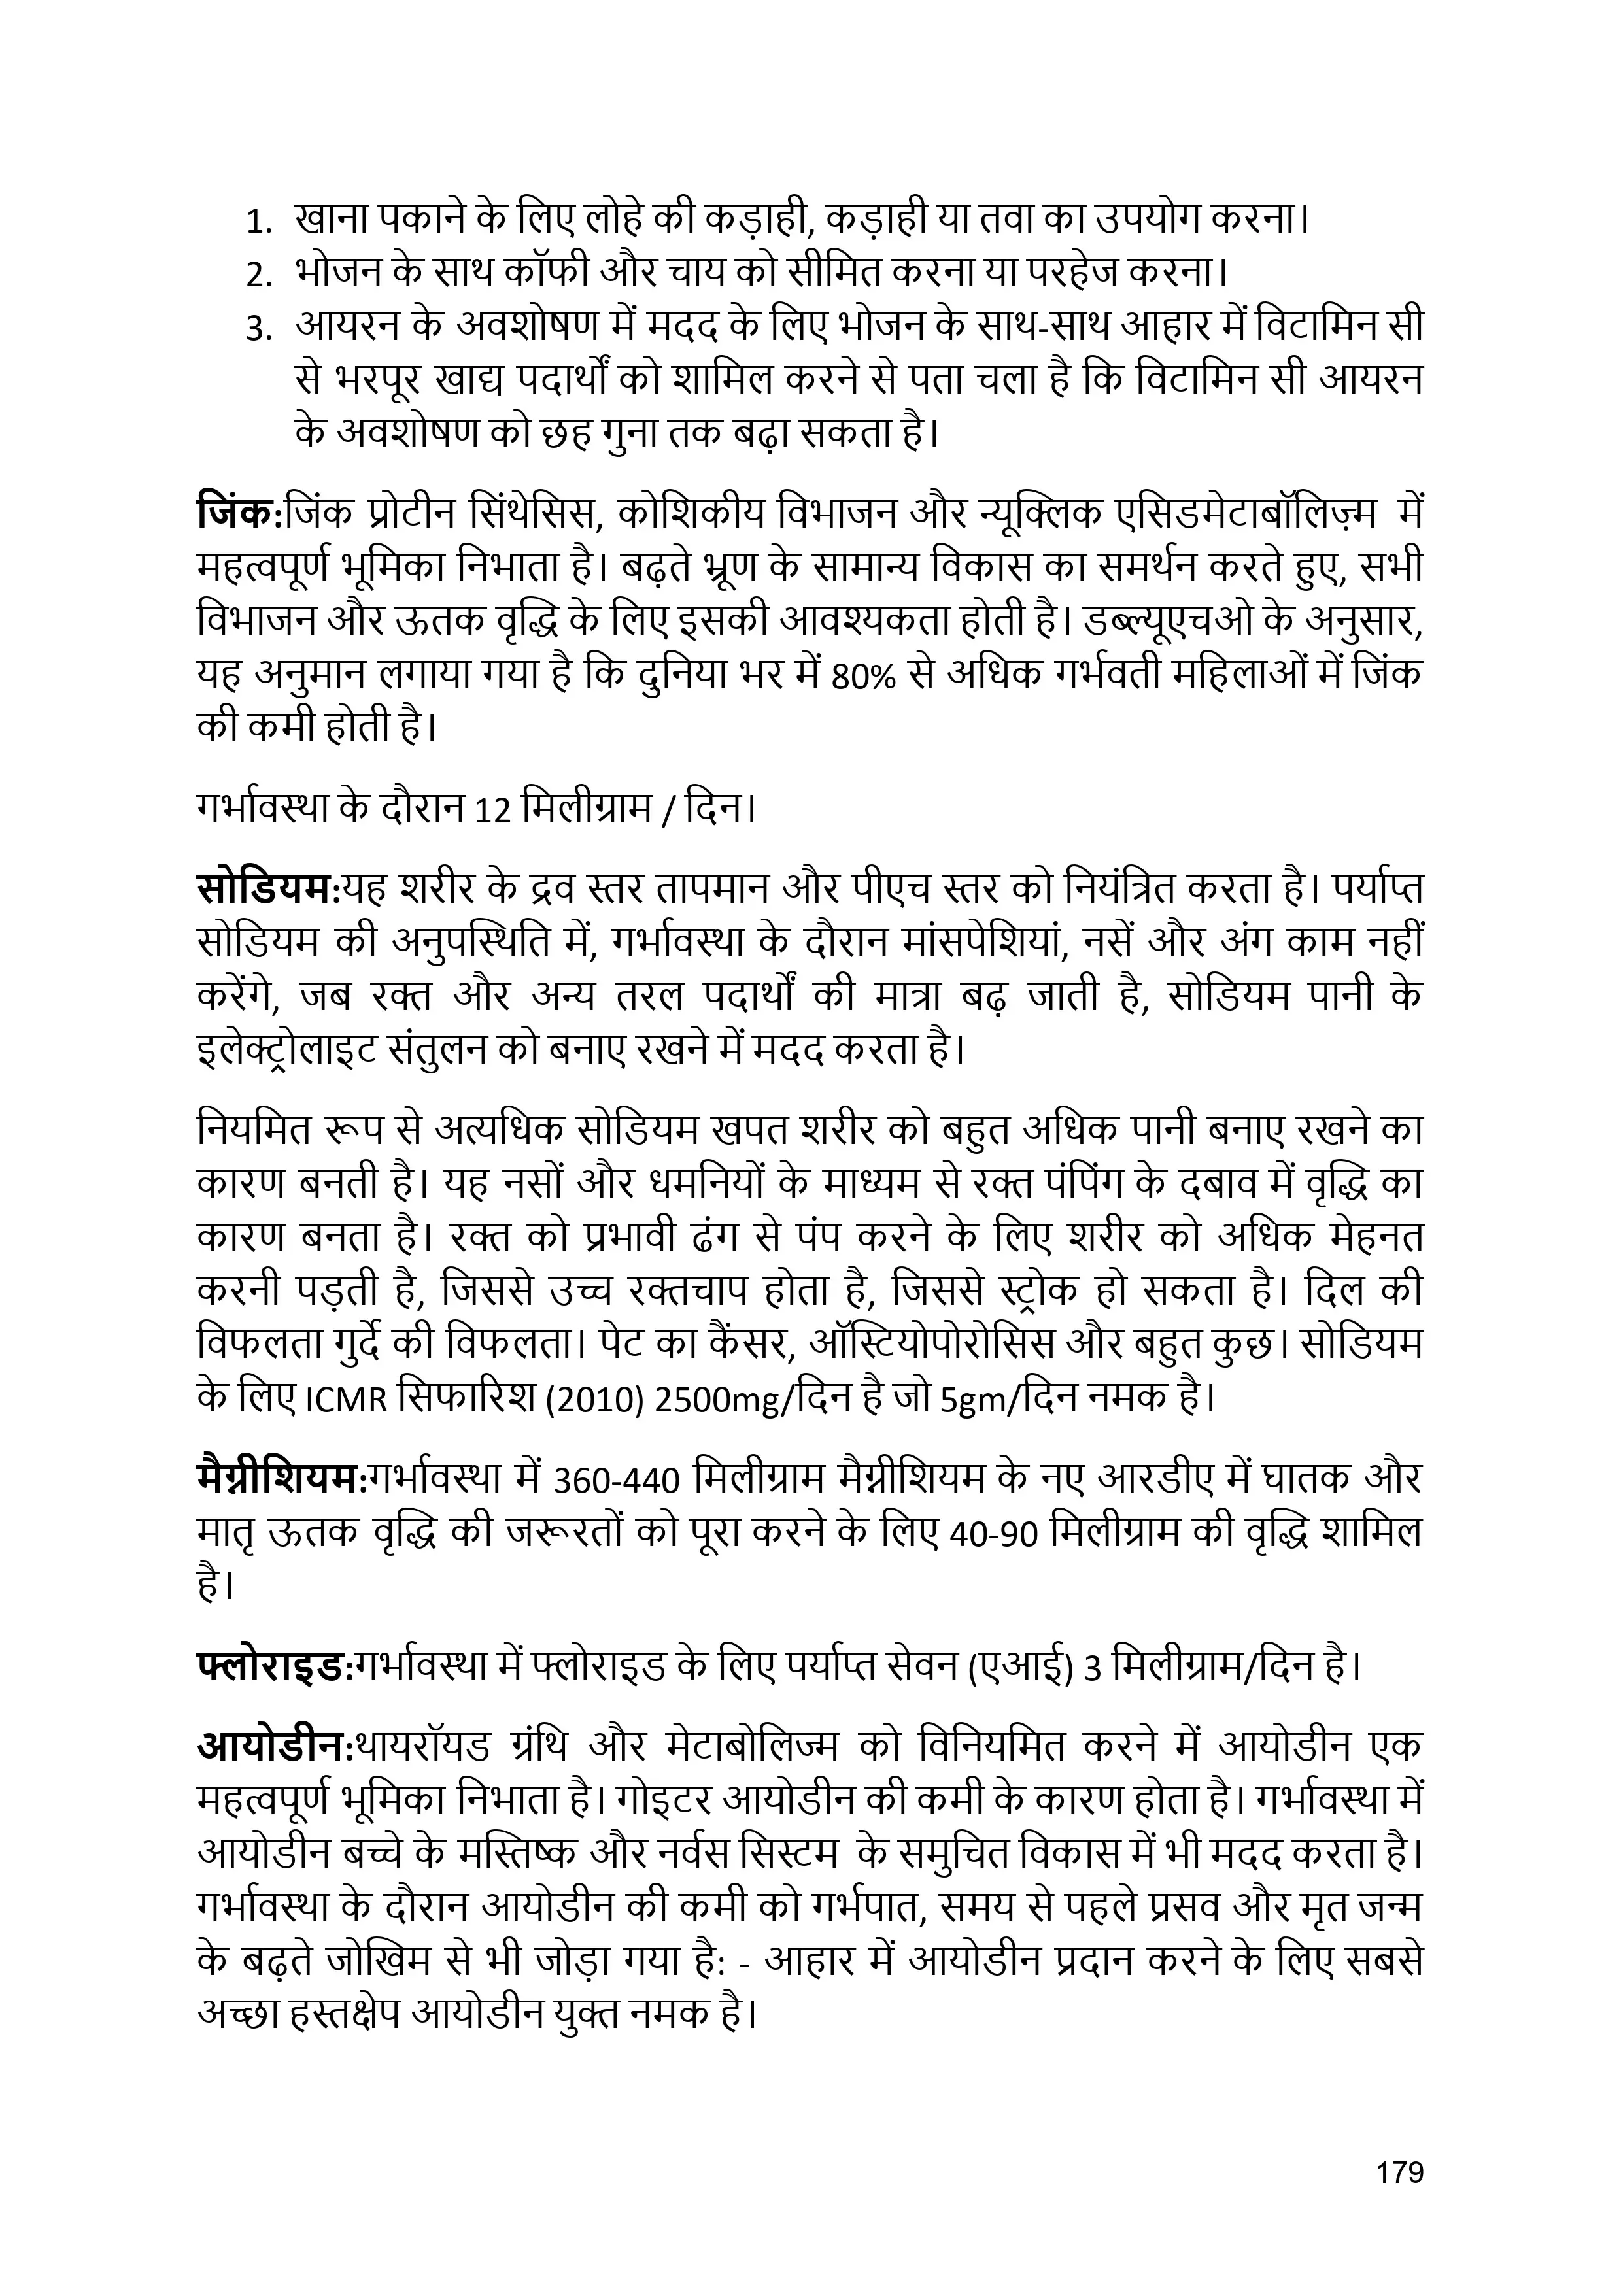 1. खाना पकाने के लिए लोहे की कड़ाही, कड़ाही या तवा का उपयोग करना।
2. भोजन के साथ कॉफी और चाय को सीमित करना या परहेज करना।
3. आयरन के अवशोषण में मदद के लिए भोजन के साथ-साथ आहार में विटामिन सी
से भरपूर खाद्य पदार्थों को शामिल करने से पता चला है कि विटामिन सी आयरन
के अवशोषण को छह गुना तक बढ़ा सकता है।
जिंक:जिंक प्रोटीन सिंथेसिस, कोशिकीय विभाजन और न्यूक्लिक एसिडमेटाबॉलिज़्म में
महत्वपूर्ण भूमिका निभाता है। बढ़ते भ्रूण के सामान्य विकास का समर्थन करते हुए, सभी
विभाजन और ऊतक वृद्धि के लिए इसकी आवश्यकता होती है। डब्ल्यूएचओ के अनुसार,
यह अनुमान लगाया गया है कि दुनिया भर में 80% से अधिक गर्भवती महिलाओं में जिंक
की कमी होती है।
गर्भावस्था के दौरान 12 मिलीग्राम / दिन।
सोडियम:यह शरीर के द्रव स्तर तापमान और पीएच स्तर को नियंत्रित करता है। पर्याप्त
सोडियम की अनुपस्थिति में, गर्भावस्था के दौरान मांसपेशियां, नसें और अंग काम नहीं
करेंगे, जब रक्त और अन्य तरल पदार्थों की मात्रा बढ़ जाती है, सोडियम पानी के
इलेक्ट्रोलाइट संतुलन को बनाए रखने में मदद करता है।
नियमित रूप से अत्यधिक सोडियम खपत शरीर को बहुत अधिक पानी बनाए रखने का
कारण बनती है। यह नसों और धमनियों के माध्यम से रक्त पंपिंग के दबाव में वृद्धि का
कारण बनता है। रक्त को प्रभावी ढंग से पंप करने के लिए शरीर को अधिक मेहनत
करनी पड़ती है, जिससे उच्च रक्तचाप होता है, जिससे स्ट्रोक हो सकता है। दिल की
विफलता गुर्दे की विफलता। पेट का कैंसर, ऑस्टियोपोरोसिस और बहुत कुछ। सोडियम
के लिए ICMR सिफारिश (2010) 2500mg/दिन है जो 5gm/दिन नमक है।
मैग्नीशियम:गर्भावस्था में 360-440 मिलीग्राम मैग्नीशियम के नए आरडीए में घातक और
मातृ ऊतक वृद्धि की जरूरतों को पूरा करने के लिए 40-90 मिलीग्राम की वृद्धि शामिल
है।
फ्लोराइड:गर्भावस्था में फ्लोराइड के लिए पर्याप्त सेवन (एआई) 3 मिलीग्राम/दिन है।
आयोडीन:थायरॉयड ग्रंथि और मेटाबोलिज्म को विनियमित करने में आयोडीन एक
महत्वपूर्ण भूमिका निभाता है। गोइटर आयोडीन की कमी के कारण होता है। गर्भावस्था में
आयोडीन बच्चे के मस्तिष्क और नर्वस सिस्टम के समुचित विकास में भी मदद करता है।
गर्भावस्था के दौरान आयोडीन की कमी को गर्भपात, समय से पहले प्रसव और मृत जन्म
के बढ़ते जोखिम से भी जोड़ा गया है: - आहार में आयोडीन प्रदान करने के लिए सबसे
अच्छा हस्तक्षेप आयोडीन युक्त नमक है।
179